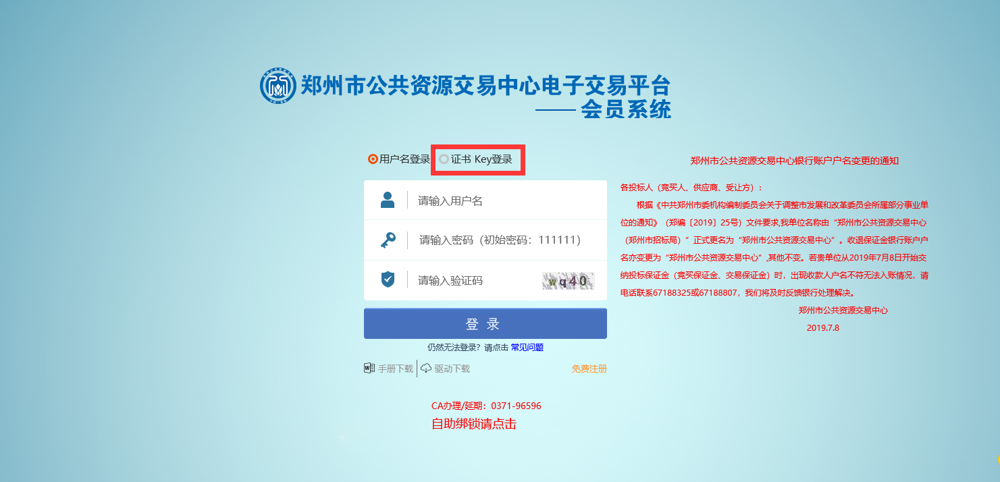 郑州市公共资源交易中心电子交易平台
会员系统
用户名登录 证书 Key登录
请输入用户名
请输入密码（初始密码：111111）
请输入验证码 wq40
登 录
仍然无法登录？请点击 常见问题
手册下载 驱动下载 免费注册
CA办理/延期：0371-96596
自助绑锁请点击
郑州市公共资源交易中心银行账户户名变更的通知
各投标人（竞买人、供应商、受让方）：
根据《中共郑州市委机构编制委员会关于调整市发展和改革委员会所属部分事业单
位的通知》（郑编〔2019〕25号）文件要求,我单位名称由“郑州市公共资源交易中心
（郑州市招标局）”正式更名为“郑州市公共资源交易中心”。收退保证金银行账户户
名亦变更为“郑州市公共资源交易中心”,其他不变。若贵单位从2019年7月8日开始交
纳投标保证金（竞买保证金、交易保证金）时，出现收款人户名不符无法入账情况，请
电话联系67188325或67188807，我们将及时反馈银行处理解决。
郑州市公共资源交易中心
2019.7.8